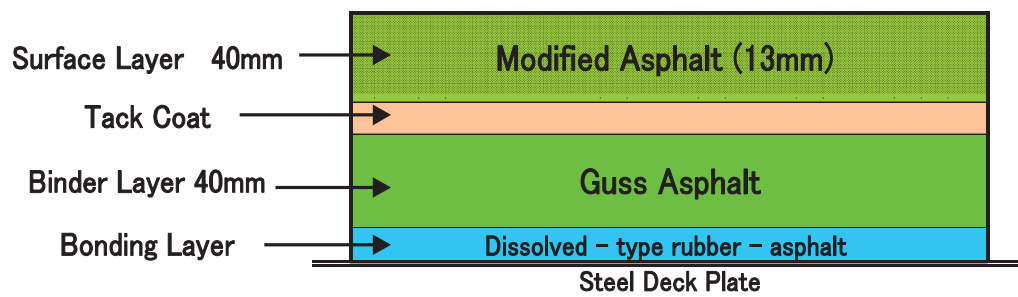 Surface Layer 40mm
Modified Asphalt (13mm)
Tack Coat
Binder Layer 40mm
Guss Asphalt
Bonding Layer
Dissolved - type rubber - asphalt
Steel Deck Plate